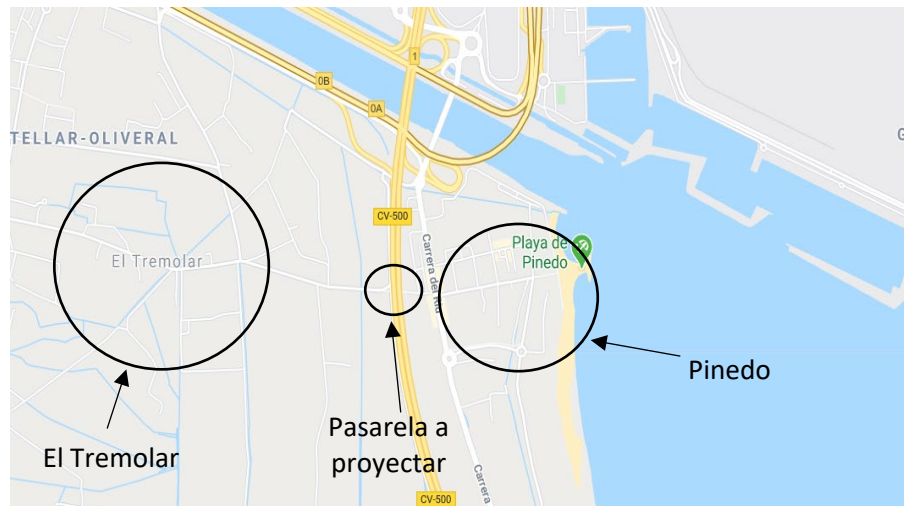 1
0B
0A
TELLAR-OLIVERAL
G
CV-500
Carrera del Riu
Playa de
Pinedo
El Tremolar
Pinedo
Pasarela a
proyectar
El Tremolar
Carrera
CV-500